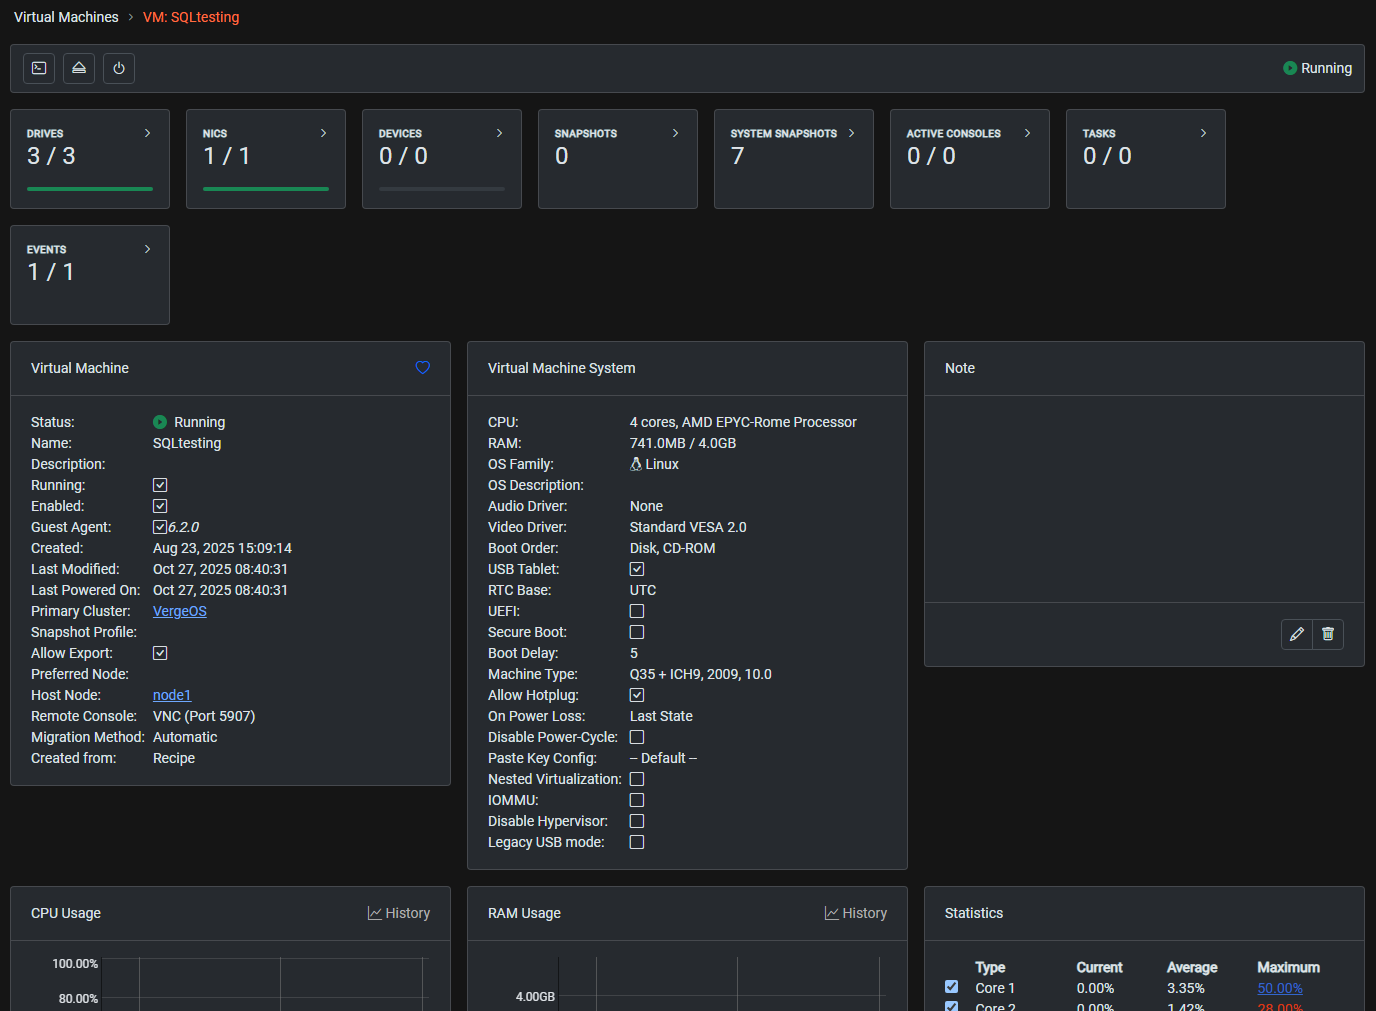 Virtual Machines > VM: SQLtesting
Running
DRIVES
3 / 3
NICS
1 / 1
DEVICES
0 / 0
SNAPSHOTS
0
SYSTEM SNAPSHOTS
7
ACTIVE CONSOLES
0 / 0
TASKS
0 / 0
EVENTS
1 / 1
Virtual Machine
Status: Running
Name: SQLtesting
Description:
Running:
Enabled:
Guest Agent: 6.2.0
Created: Aug 23, 2025 15:09:14
Last Modified: Oct 27, 2025 08:40:31
Last Powered On: Oct 27, 2025 08:40:31
Primary Cluster: VergeOS
Snapshot Profile:
Allow Export:
Preferred Node:
Host Node: node1
Remote Console: VNC (Port 5907)
Migration Method: Automatic
Created from: Recipe
Virtual Machine System
CPU: 4 cores, AMD EPYC-Rome Processor
RAM: 741.0MB / 4.0GB
OS Family: Linux
OS Description:
Audio Driver: None
Video Driver: Standard VESA 2.0
Boot Order: Disk, CD-ROM
USB Tablet:
RTC Base: UTC
UEFI:
Secure Boot:
Boot Delay: 5
Machine Type: Q35 + ICH9, 2009, 10.0
Allow Hotplug:
On Power Loss: Last State
Disable Power-Cycle:
Paste Key Config: -- Default --
Nested Virtualization:
IOMMU:
Disable Hypervisor:
Legacy USB mode:
Note
CPU Usage History
100.00%
80.00%
RAM Usage History
4.00GB
Statistics
Type Current Average Maximum
Core 1 0.00% 3.35% 50.00%
Core 2 0.00% 1.42% 28.00%